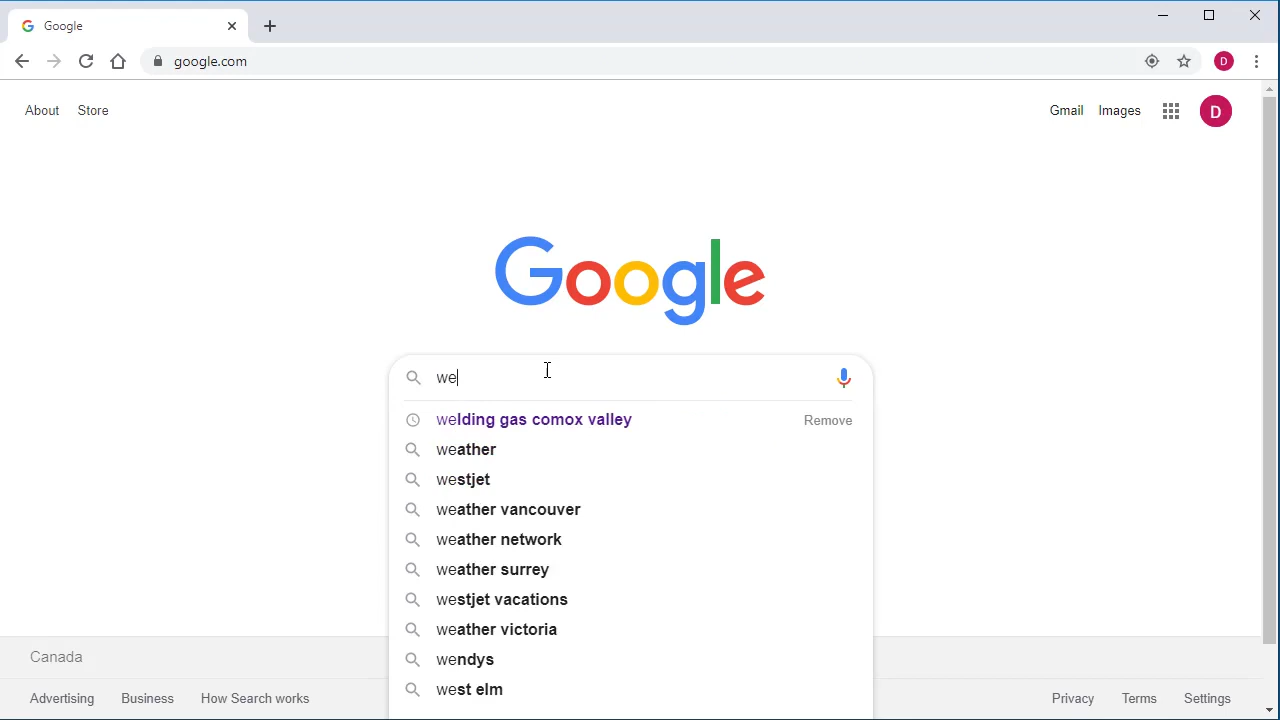 Google
google.com
D
About Store
Gmail Images
D
Google
we
welding gas comox valley Remove
weather
westjet
weather vancouver
weather network
weather surrey
westjet vacations
weather victoria
wendys
west elm
Canada
Advertising Business How Search works
Privacy Terms Settings